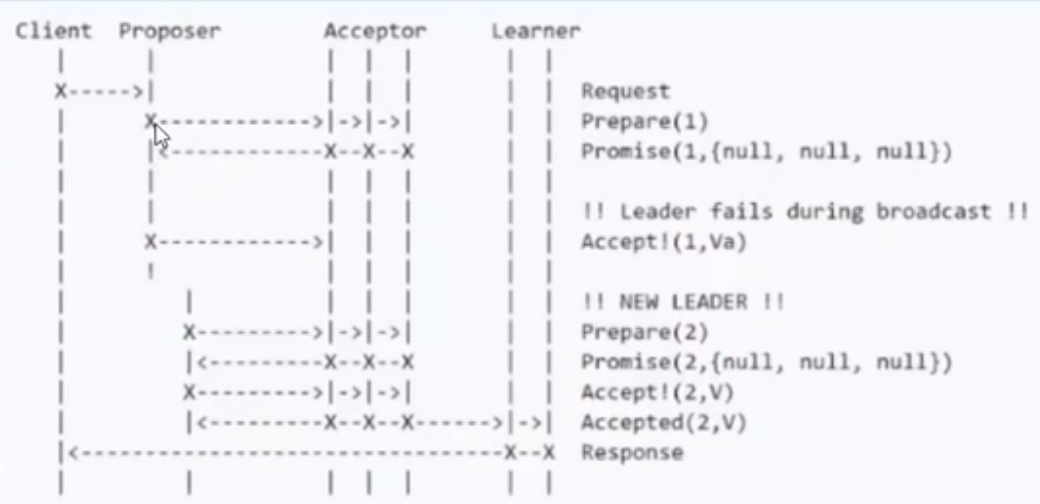 Client Proposer Acceptor Learner
X----->| Request
X------------>|->|->| Prepare(1)
|<------------X--X--X Promise(1,{null, null, null})
!! Leader fails during broadcast !!
X------------>| Accept!(1,Va)
!
!! NEW LEADER !!
X--------->|->|->| Prepare(2)
|<---------X--X--X Promise(2,{null, null, null})
X--------->|->|->| Accept!(2,V)
|<---------X--X--X------>|->| Accepted(2,V)
|<---------------------------------X--X Response